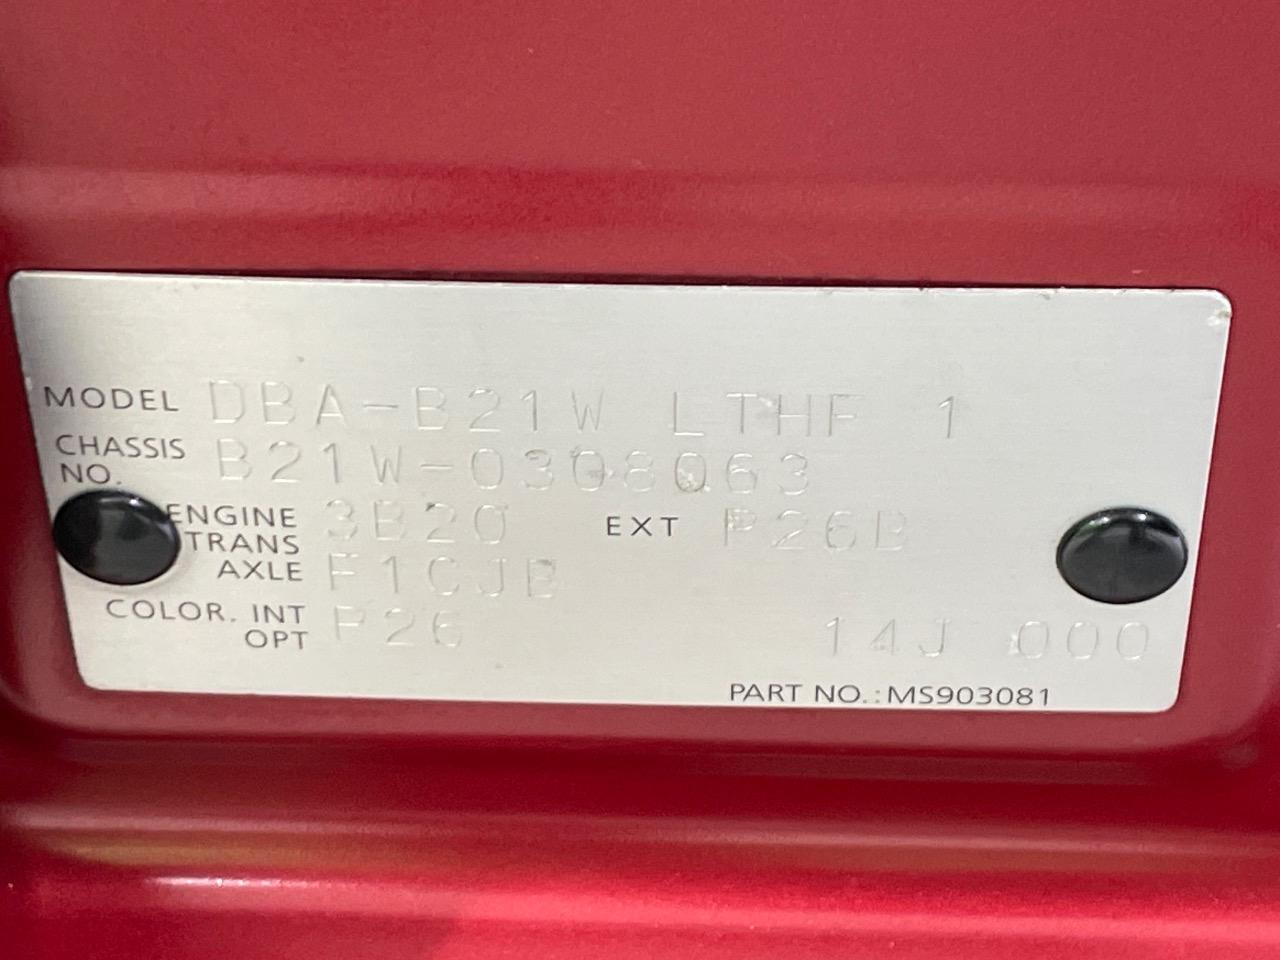 MODEL DBA-B21W LTHF 1
CHASSIS NO. B21W-0308063
ENGINE 3B20 EXT P26B
TRANS AXLE F1CJB
COLOR. INT OPT P26 14J 000
PART NO.:MS903081